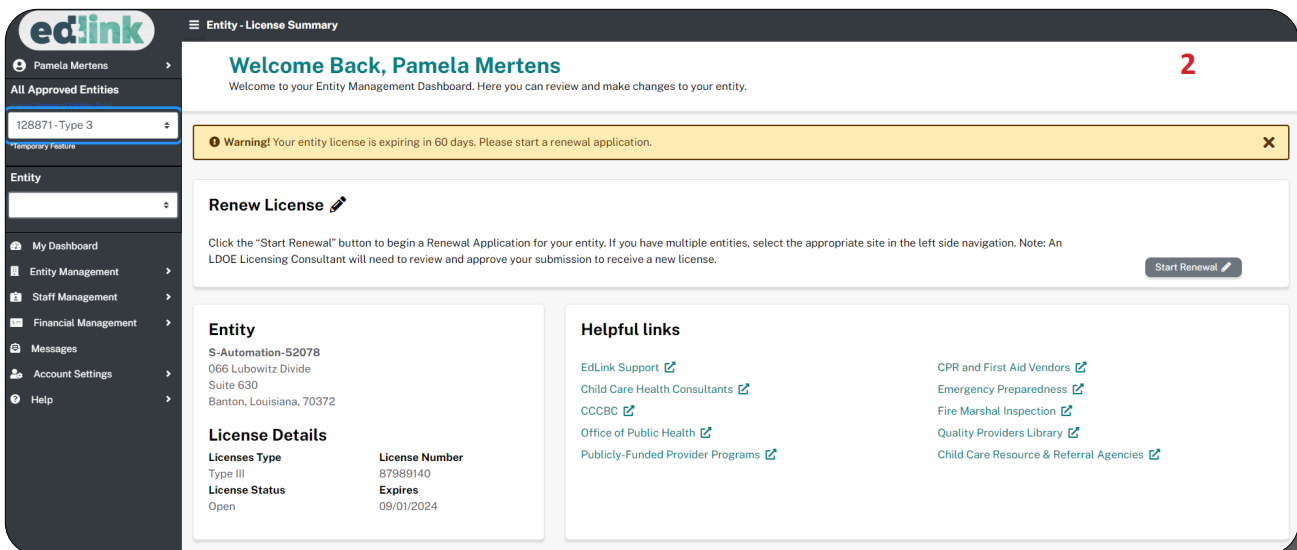 edlink
Entity - License Summary
Pamela Mertens
Welcome Back, Pamela Mertens
2
Welcome to your Entity Management Dashboard. Here you can review and make changes to your entity.
All Approved Entities
128871 - Type 3
*Temporary Feature
Warning! Your entity license is expiring in 60 days. Please start a renewal application.
Entity
Renew License
Click the “Start Renewal” button to begin a Renewal Application for your entity. If you have multiple entities, select the appropriate site in the left side navigation. Note: An
LDOE Licensing Consultant will need to review and approve your submission to receive a new license.
Start Renewal
My Dashboard
Entity Management
Staff Management
Financial Management
Messages
Account Settings
Help
Entity
S-Automation-52078
066 Lubowitz Divide
Suite 630
Banton, Louisiana, 70372
License Details
Licenses Type License Number
Type III 87989140
License Status Expires
Open 09/01/2024
Helpful links
EdLink Support
Child Care Health Consultants
CCCBC
Office of Public Health
Publicly-Funded Provider Programs
CPR and First Aid Vendors
Emergency Preparedness
Fire Marshal Inspection
Quality Providers Library
Child Care Resource & Referral Agencies